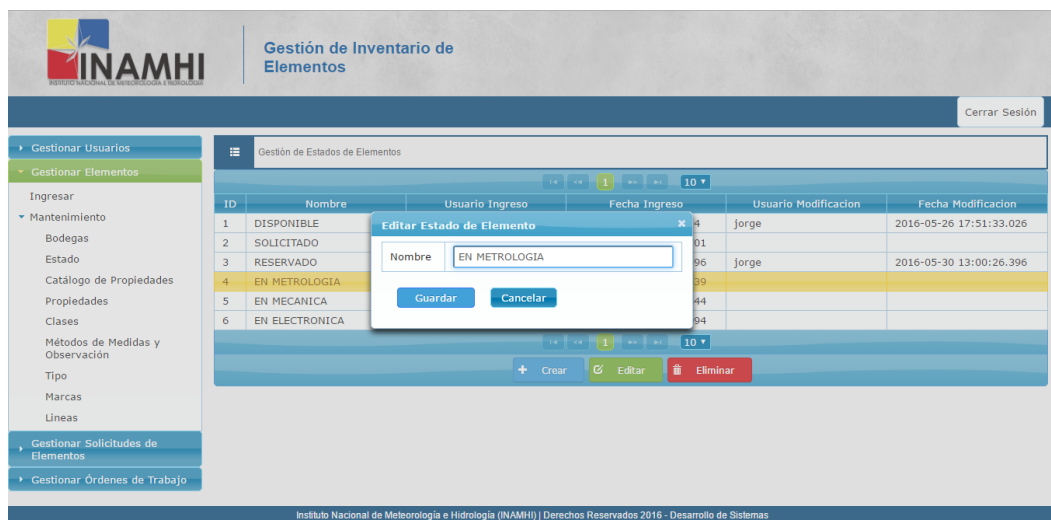 INAMHI
INSTITUTO NACIONAL DE METEOROLOGÍA E HIDROLOGÍA
Gestión de Inventario de
Elementos
Cerrar Sesión
Gestionar Usuarios
Gestionar Elementos
Ingresar
Mantenimiento
Bodegas
Estado
Catálogo de Propiedades
Propiedades
Clases
Métodos de Medidas y
Observación
Tipo
Marcas
Lineas
Gestionar Solicitudes de
Elementos
Gestionar Órdenes de Trabajo
Gestión de Estados de Elementos
1 10
ID Nombre Usuario Ingreso Fecha Ingreso Usuario Modificacion Fecha Modificacion
1 DISPONIBLE 4 jorge 2016-05-26 17:51:33.026
2 SOLICITADO 01
3 RESERVADO 96 jorge 2016-05-30 13:00:26.396
4 EN METROLOGIA 39
5 EN MECANICA 44
6 EN ELECTRONICA 94
Editar Estado de Elemento
Nombre EN METROLOGIA
Guardar Cancelar
1 10
Crear Editar Eliminar
Instituto Nacional de Meteorología e Hidrología (INAMHI) | Derechos Reservados 2016 - Desarrollo de Sistemas